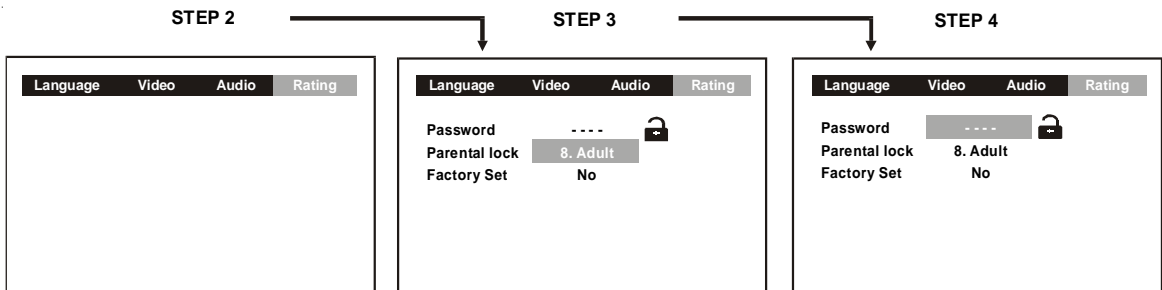 STEP 2
STEP 3
STEP 4
Language Video Audio Rating
Language Video Audio Rating
Password - - - -
Parental lock 8. Adult
Factory Set No
Language Video Audio Rating
Password - - - -
Parental lock 8. Adult
Factory Set No